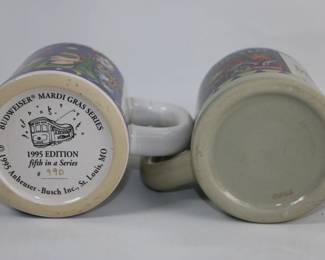 BUDWEISER® MARDI GRAS SERIES
1995 EDITION
fifth in a Series
# 990
© 1995 Anheuser-Busch Inc., St. Louis, MO